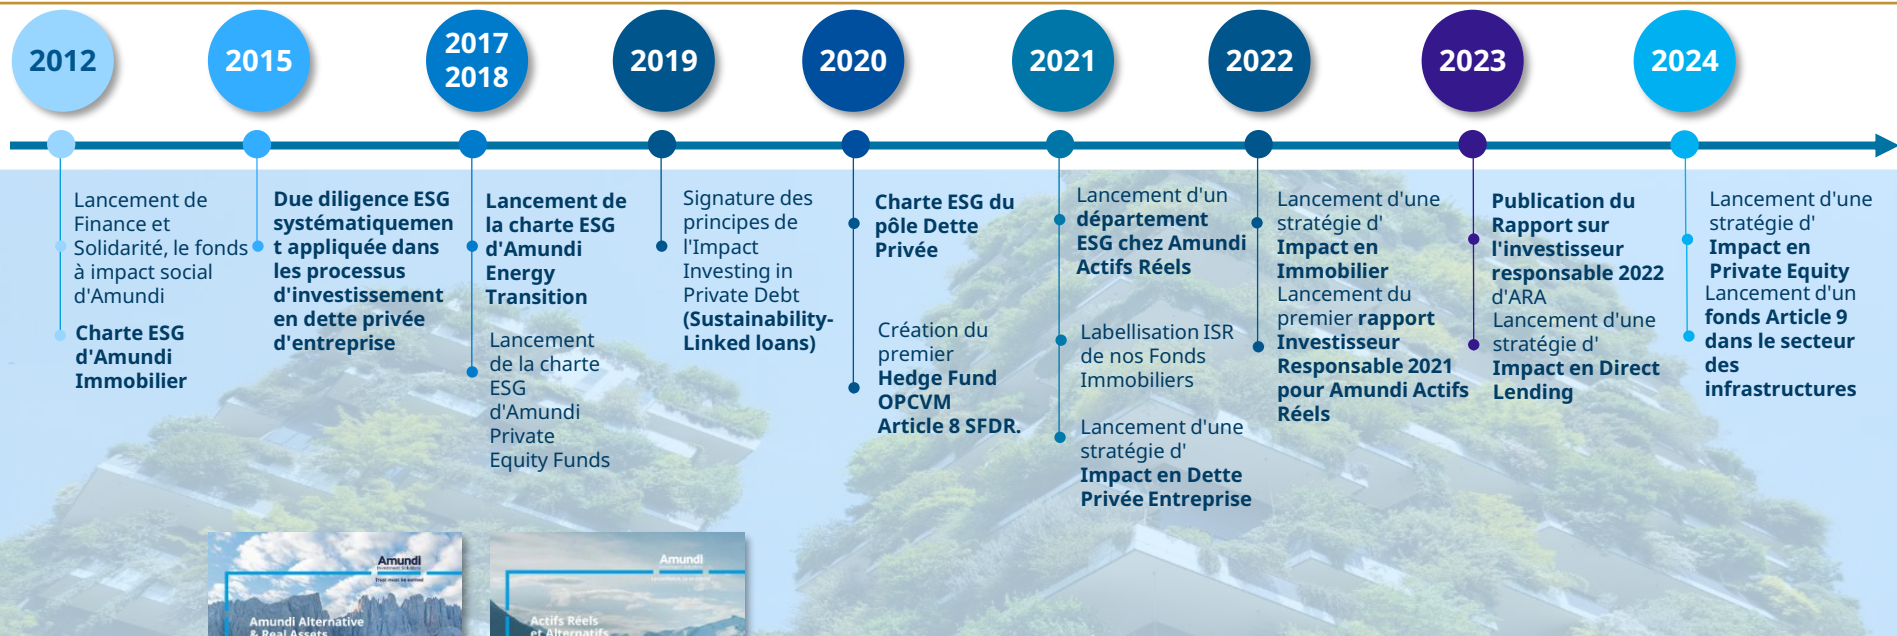 2012
2015
2017
2018
2019
2020
2021
2022
2023
2024
Lancement de
Finance et
Solidarité, le fonds
à impact social
d'Amundi
Charte ESG
d'Amundi
Immobilier
Due diligence ESG
systématiquemen
t appliquée dans
les processus
d'investissement
en dette privée
d'entreprise
Lancement de
la charte ESG
d'Amundi
Energy
Transition
Lancement
de la charte
ESG
d'Amundi
Private
Equity Funds
Signature des
principes de
l'Impact
Investing in
Private Debt
(Sustainability-
Linked loans)
Charte ESG du
pôle Dette
Privée
Création du
premier
Hedge Fund
OPCVM
Article 8 SFDR.
Lancement d'un
département
ESG chez Amundi
Actifs Réels
Labellisation ISR
de nos Fonds
Immobiliers
Lancement d'une
stratégie d'
Impact en Dette
Privée Entreprise
Lancement d'une
stratégie d'
Impact en
Immobilier
Lancement du
premier rapport
Investisseur
Responsable 2021
pour Amundi Actifs
Réels
Publication du
Rapport sur
l'investisseur
responsable 2022
d'ARA
Lancement d'une
stratégie d'
Impact en Direct
Lending
Lancement d'une
stratégie d'
Impact en
Private Equity
Lancement d'un
fonds Article 9
dans le secteur
des
infrastructures
Amundi
Investment Solutions
Trust must be earned
Amundi Alternative
& Real Assets
Amundi
Actifs Réels
et Alternatifs